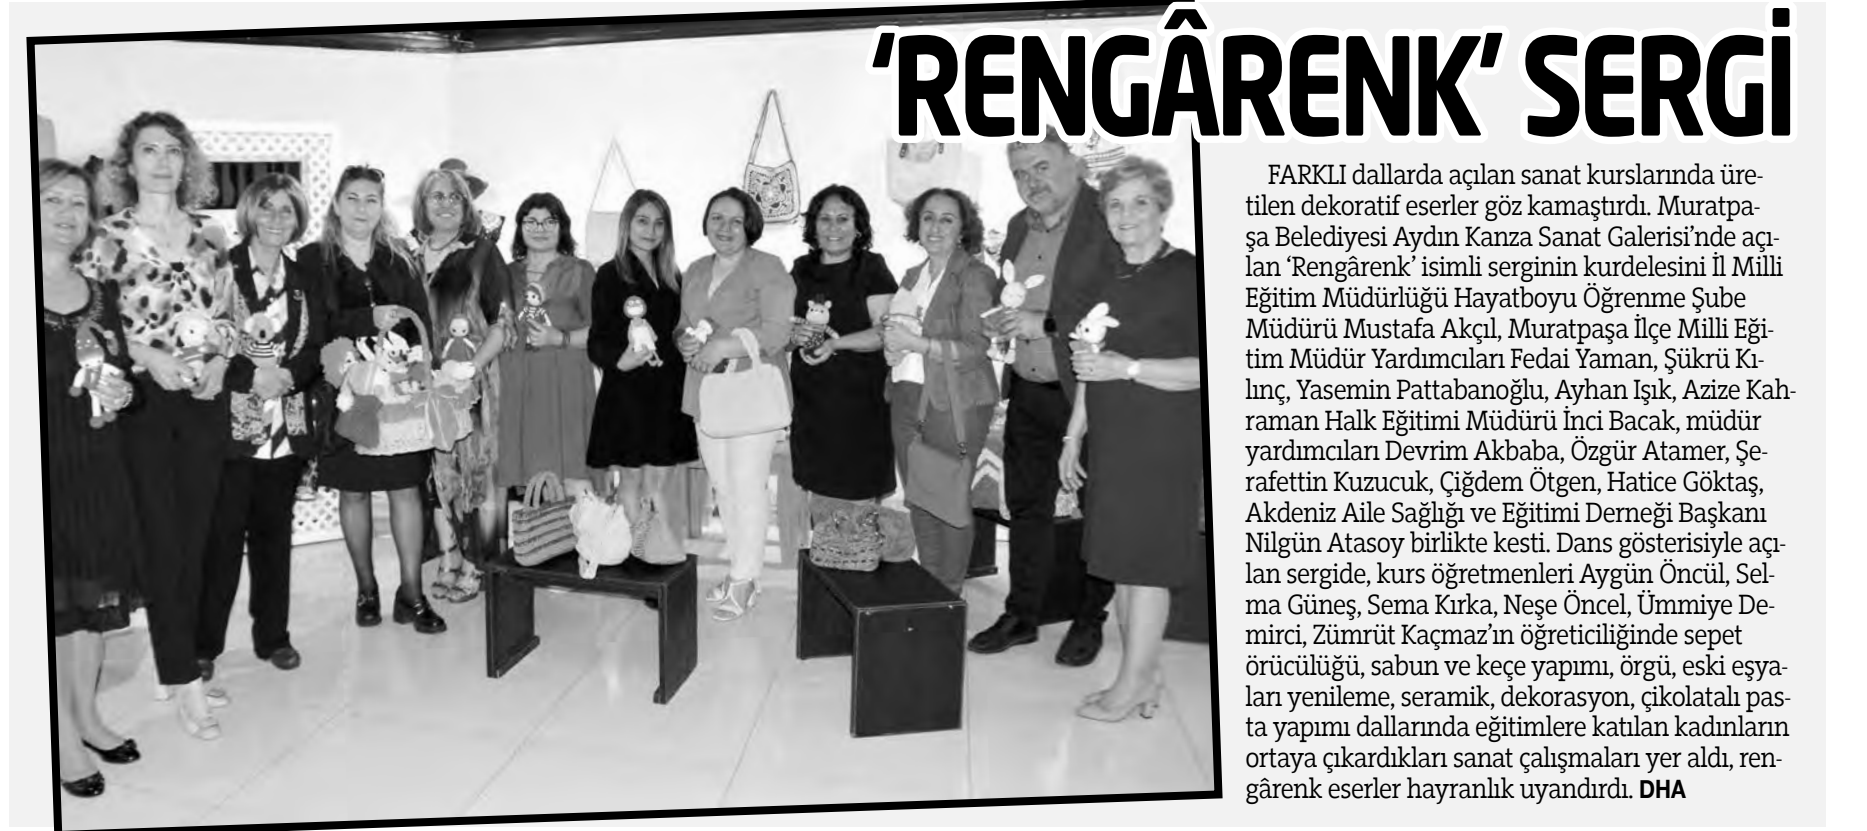 ‘RENGÂRENK’ SERGİ
FARKLI dallarda açılan sanat kurslarında üre-
tilen dekoratif eserler göz kamaştırdı. Muratpa-
şa Belediyesi Aydın Kanza Sanat Galerisi’nde açı-
lan ‘Rengârenk’ isimli serginin kurdelesini İl Milli
Eğitim Müdürlüğü Hayatboyu Öğrenme Şube
Müdürü Mustafa Akçıl, Muratpaşa İlçe Milli Eği-
tim Müdür Yardımcıları Fedai Yaman, Şükrü Kı-
lınç, Yasemin Pattabanoğlu, Ayhan Işık, Azize Kah-
raman Halk Eğitimi Müdürü İnci Bacak, müdür
yardımcıları Devrim Akbaba, Özgür Atamer, Şe-
rafettin Kuzucuk, Çiğdem Ötgen, Hatice Göktaş,
Akdeniz Aile Sağlığı ve Eğitimi Derneği Başkanı
Nilgün Atasoy birlikte kesti. Dans gösterisiyle açı-
lan sergide, kurs öğretmenleri Aygün Öncül, Sel-
ma Güneş, Sema Kırka, Neşe Öncel, Ümmiye De-
mirci, Zümrüt Kaçmaz’ın öğreticiliğinde sepet
örücülüğü, sabun ve keçe yapımı, örgü, eski eşya-
ları yenileme, seramik, dekorasyon, çikolatalı pas-
ta yapımı dallarında eğitimlere katılan kadınların
ortaya çıkardıkları sanat çalışmaları yer aldı, ren-
gârenk eserler hayranlık uyandırdı. DHA